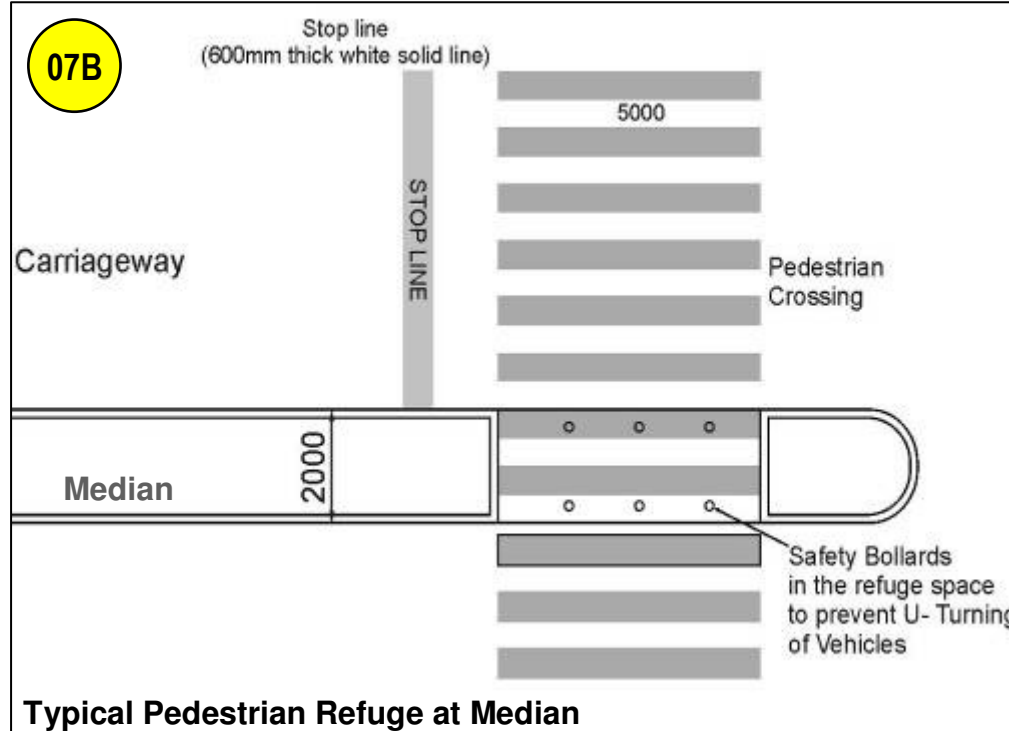 07B
Stop line
(600mm thick white solid line)
5000
STOP LINE
Carriageway
Pedestrian
Crossing
2000
Median
Safety Bollards
in the refuge space
to prevent U- Turning
of Vehicles
Typical Pedestrian Refuge at Median